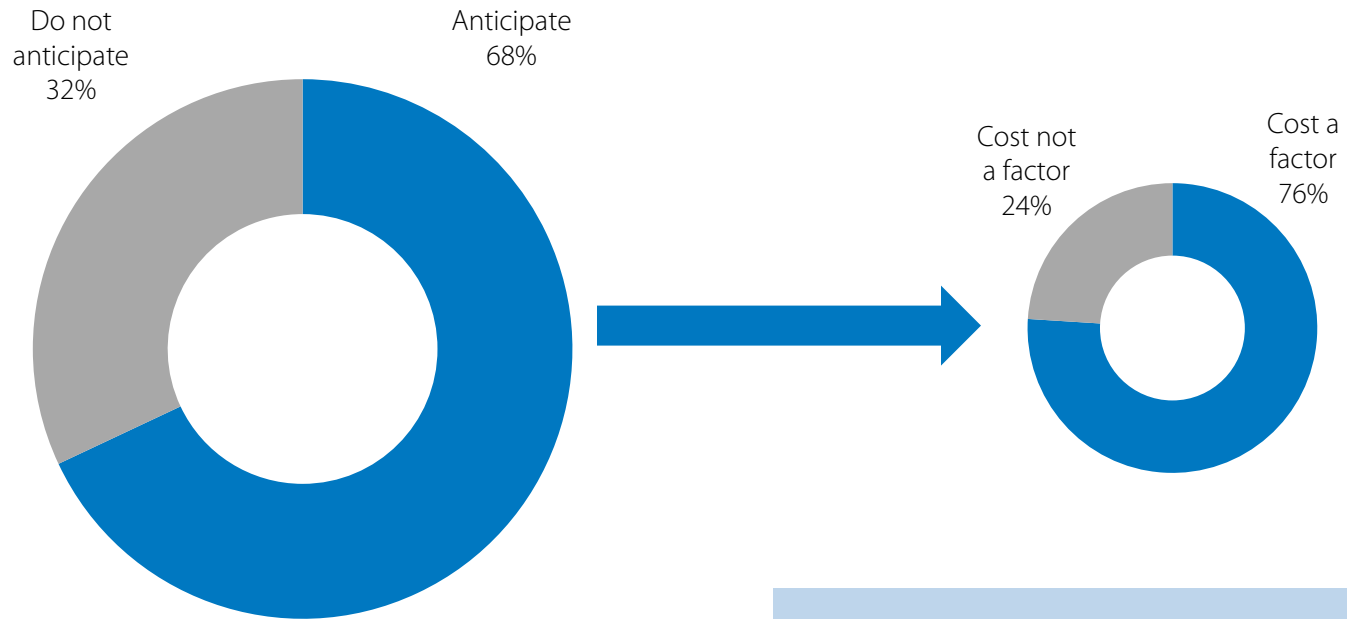 Do not
anticipate
32%
Anticipate
68%
Cost not
a factor
24%
Cost a
factor
76%